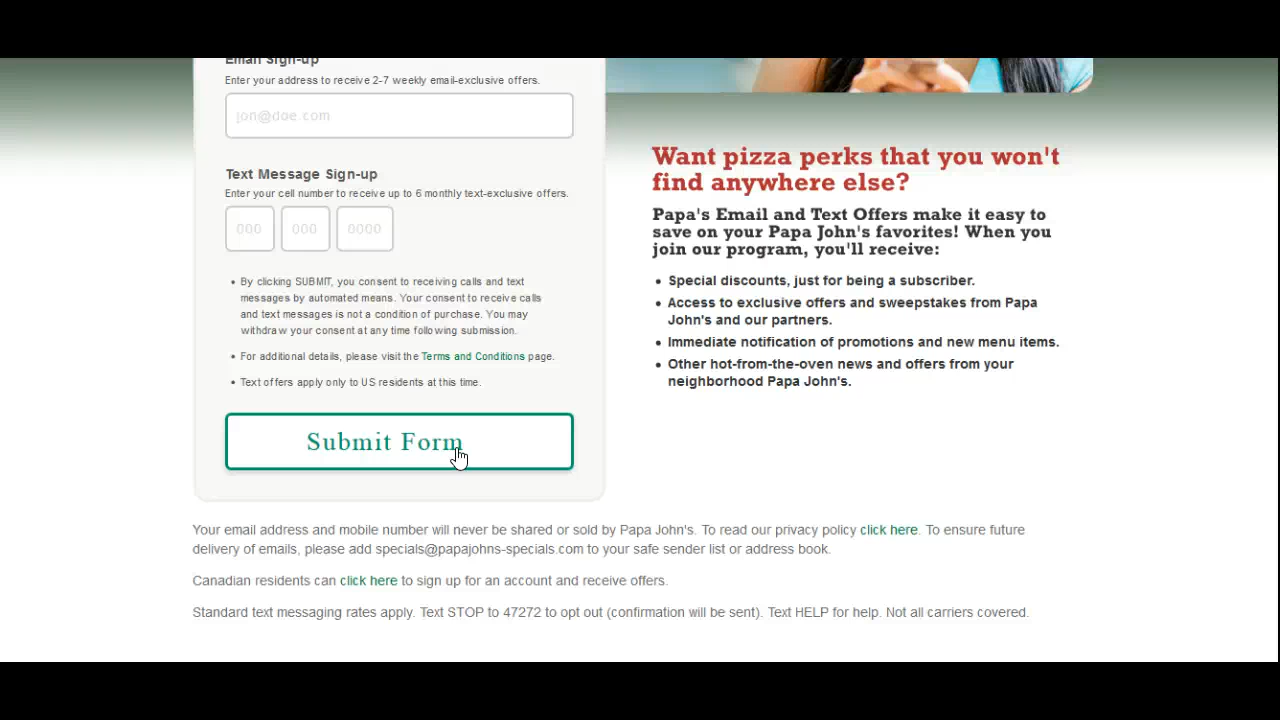 Email Sign-up
Enter your address to receive 2-7 weekly email-exclusive offers.
jon@doe.com
Text Message Sign-up
Enter your cell number to receive up to 6 monthly text-exclusive offers.
000 000 0000
• By clicking SUBMIT, you consent to receiving calls and text
messages by automated means. Your consent to receive calls
and text messages is not a condition of purchase. You may
withdraw your consent at any time following submission.
• For additional details, please visit the Terms and Conditions page.
• Text offers apply only to US residents at this time.
Submit Form
Want pizza perks that you won't
find anywhere else?
Papa's Email and Text Offers make it easy to
save on your Papa John's favorites! When you
join our program, you'll receive:
• Special discounts, just for being a subscriber.
• Access to exclusive offers and sweepstakes from Papa
John's and our partners.
• Immediate notification of promotions and new menu items.
• Other hot-from-the-oven news and offers from your
neighborhood Papa John's.
Your email address and mobile number will never be shared or sold by Papa John's. To read our privacy policy click here. To ensure future
delivery of emails, please add specials@papajohns-specials.com to your safe sender list or address book.
Canadian residents can click here to sign up for an account and receive offers.
Standard text messaging rates apply. Text STOP to 47272 to opt out (confirmation will be sent). Text HELP for help. Not all carriers covered.